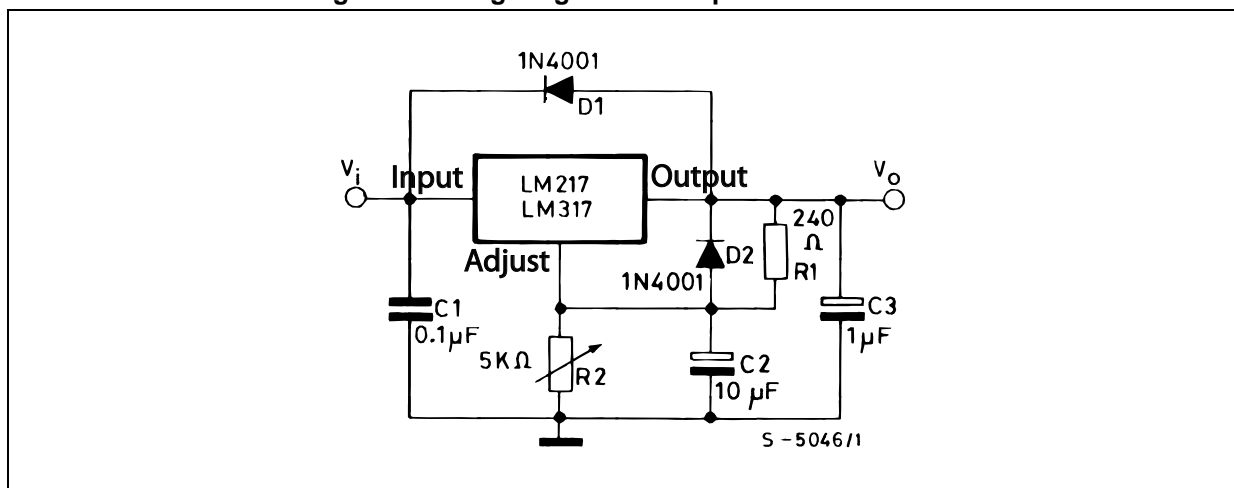 1N4001
D1
Vi
Input
LM217
LM317
Output
Vo
Adjust
240
Ω
R1
D2
1N4001
C1
0.1µF
5KΩ
R2
C2
10 µF
C3
1µF
S-5046/1